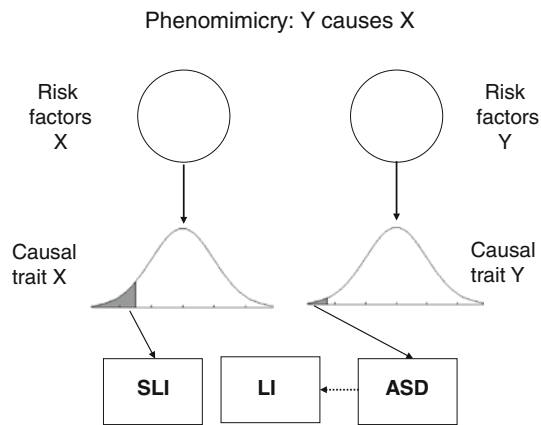 Phenomimicry: Y causes X
Risk
factors
X
Risk
factors
Y
Causal
trait X
Causal
trait Y
SLI
LI
ASD